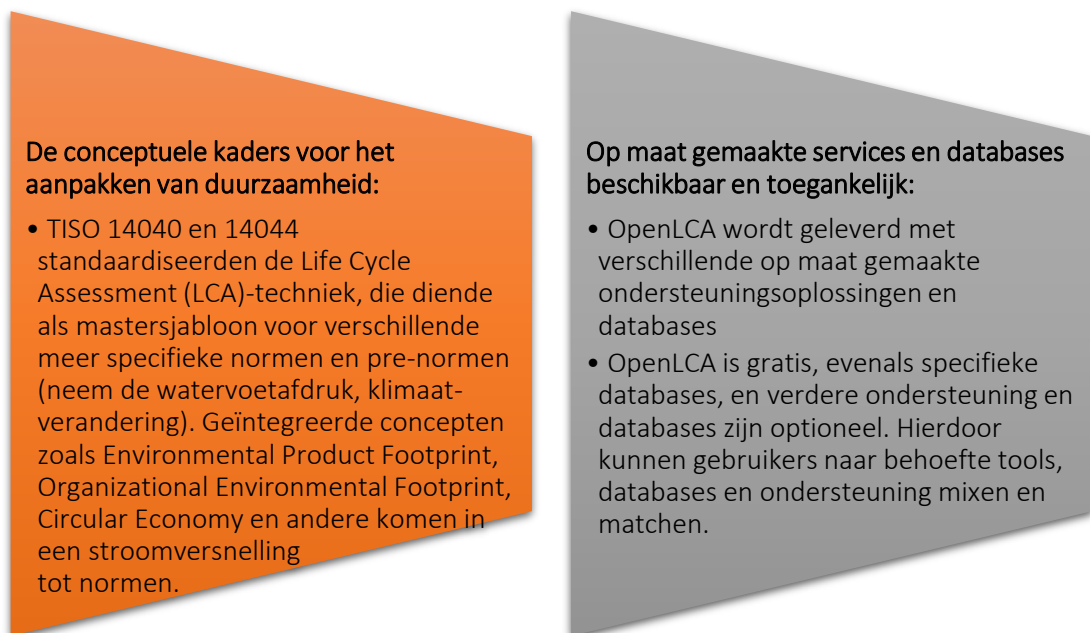 De conceptuele kaders voor het
aanpakken van duurzaamheid:
• TISO 14040 en 14044
standaardiseerden de Life Cycle
Assessment (LCA)-techniek, die diende
als mastersjabloon voor verschillende
meer specifieke normen en pre-normen
(neem de watervoetafdruk, klimaat-
verandering). Geïntegreerde concepten
zoals Environmental Product Footprint,
Organizational Environmental Footprint,
Circular Economy en andere komen in
een stroomversnelling
tot normen.
Op maat gemaakte services en databases
beschikbaar en toegankelijk:
• OpenLCA wordt geleverd met
verschillende op maat gemaakte
ondersteuningsoplossingen en
databases
• OpenLCA is gratis, evenals specifieke
databases, en verdere ondersteuning en
databases zijn optioneel. Hierdoor
kunnen gebruikers naar behoefte tools,
databases en ondersteuning mixen en
matchen.